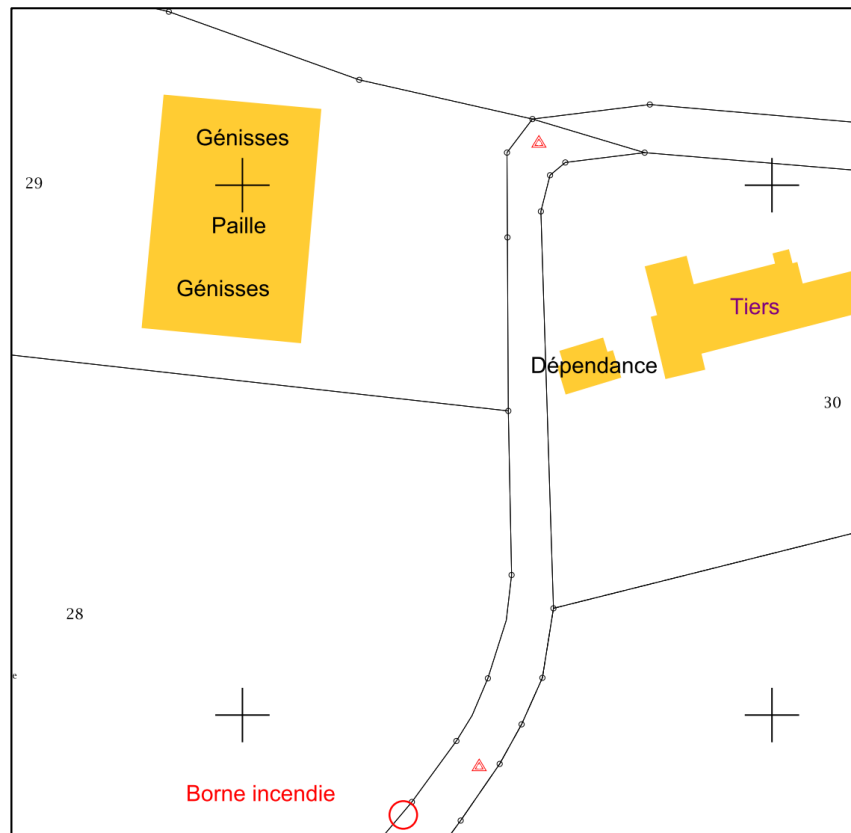 Génisses
29
Paille
Génisses
Tiers
Dépendance
30
28
e
Borne incendie